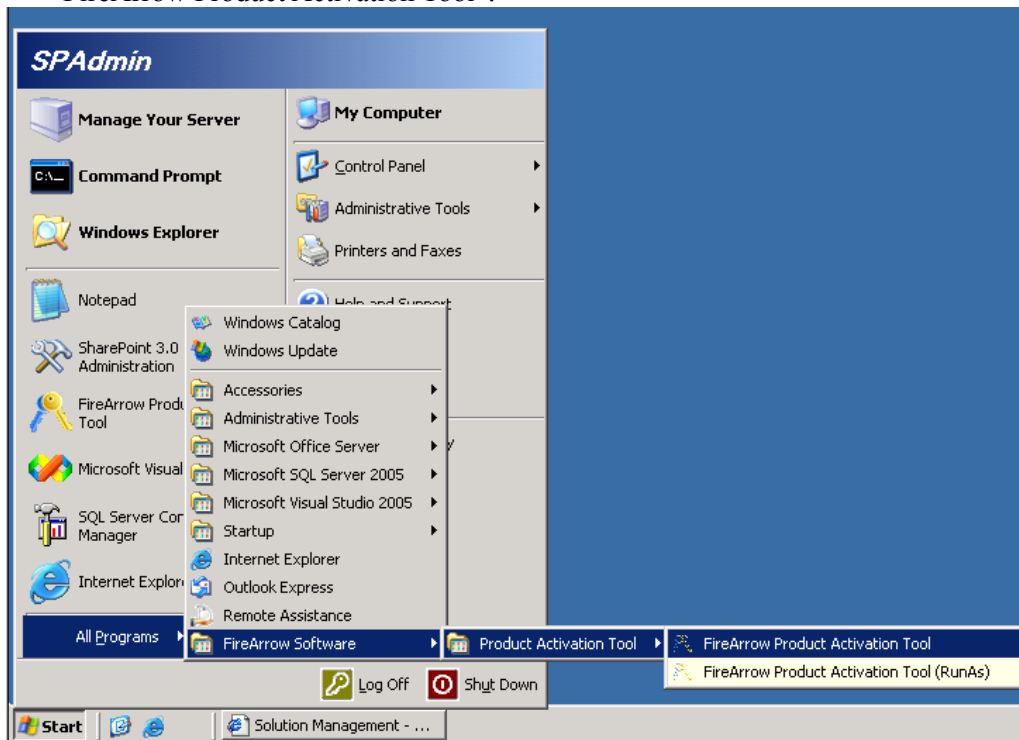 SPAdmin
Manage Your Server
Command Prompt
Windows Explorer
Notepad
SharePoint 3.0
Administration
FireArrow Produ
Tool
Microsoft Visual
SQL Server Cor
Manager
Internet Explor
All Programs
My Computer
Control Panel
Administrative Tools
Printers and Faxes
Help and Support
Windows Catalog
Windows Update
Accessories
Administrative Tools
Microsoft Office Server
Microsoft SQL Server 2005
Microsoft Visual Studio 2005
Startup
Internet Explorer
Outlook Express
Remote Assistance
FireArrow Software
Product Activation Tool
FireArrow Product Activation Tool
FireArrow Product Activation Tool (RunAs)
Log Off
Shut Down
Start
Solution Management - ...